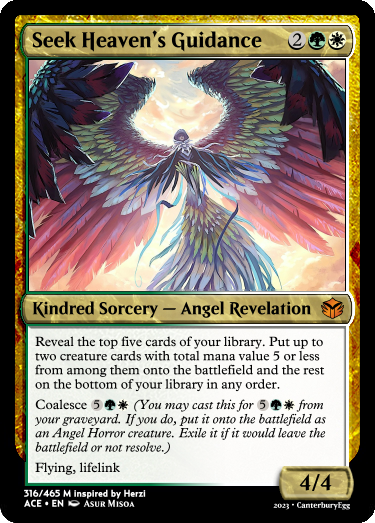 Seek Heaven's Guidance 2
Kindred Sorcery — Angel Revelation
Reveal the top five cards of your library. Put up to
two creature cards with total mana value 5 or less
from among them onto the battlefield and the rest
on the bottom of your library in any order.
Coalesce 5 (You may cast this for 5 from
your graveyard. If you do, put it onto the battlefield as
an Angel Horror creature. Exile it if it would leave the
battlefield or not resolve.)
Flying, lifelink
4/4
316/465 M inspired by Herzi
ACE • EN Asur Misoa
2023 • CanterburyEgg